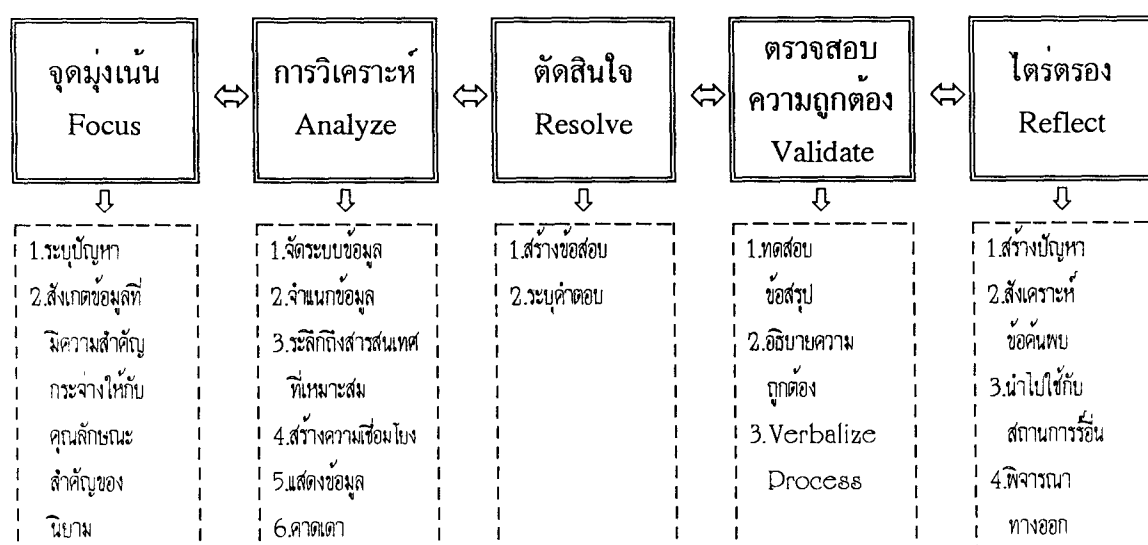 จุดมุ่งเน้น
Focus
การวิเคราะห์
Analyze
ตัดสินใจ
Resolve
ตรวจสอบ
ความถูกต้อง
Validate
ไตร่ตรอง
Reflect
1.ระบุปัญหา
2.สังเกตข้อมูลที่
มีความสำคัญ
กระจ่างให้กับ
คุณลักษณะ
สำคัญของ
นิยาม
1.จัดระบบข้อมูล
2.จำแนกข้อมูล
3.ระลึกถึงสารสนเทศ
ที่เหมาะสม
4.สร้างความเชื่อมโยง
5.แสดงข้อมูล
6.คาดเดา
1.สร้างข้อสอบ
2.ระบุคำตอบ
1.ทดสอบ
ข้อสรุป
2.อธิบายความ
ถูกต้อง
3.Verbalize
Process
1.สร้างปัญหา
2.สังเคราะห์
ข้อค้นพบ
3.นำไปใช้กับ
สถานการร์อื่น
4.พิจารณา
ทางออก